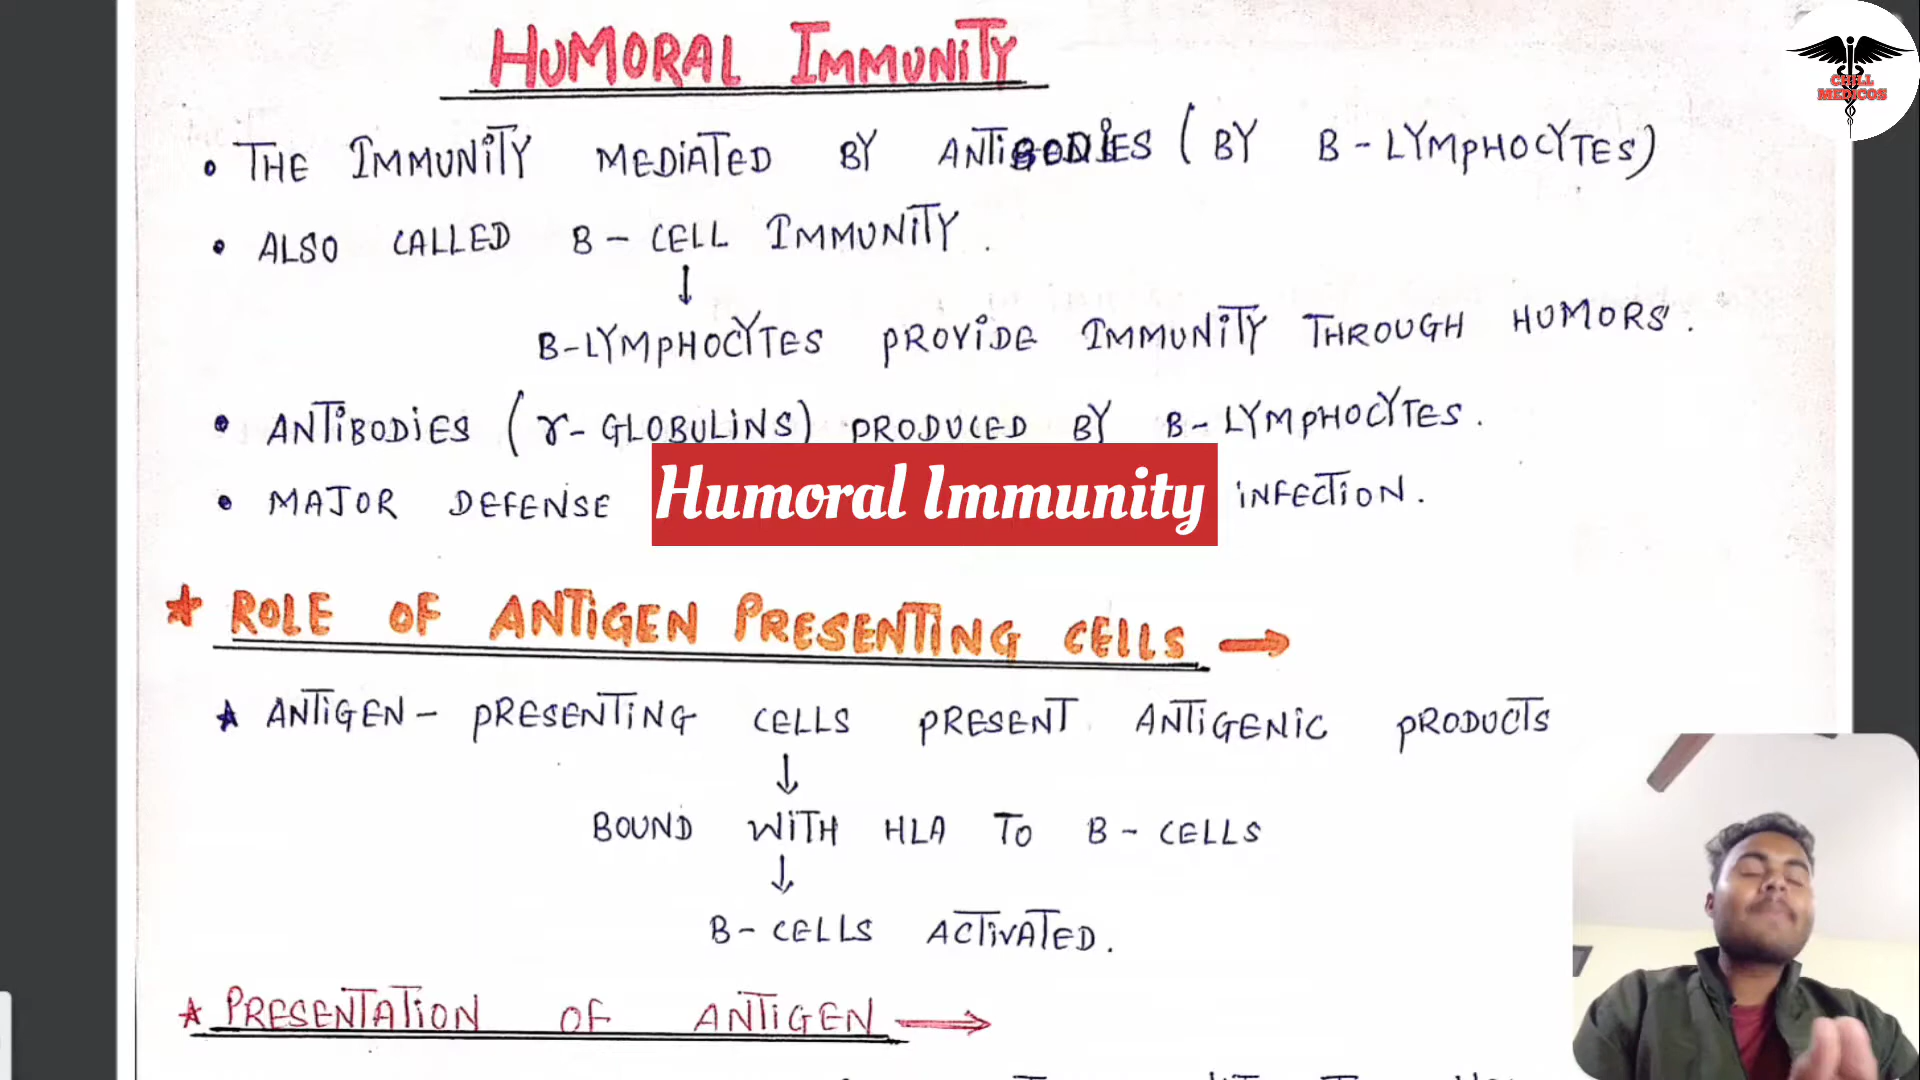 HUMORAL IMMUNITY
CHILL
MEDICOS
• THE IMMUNITY MEDIATED BY ANTIBODIES (BY B-LYMPHOCYTES)
• ALSO CALLED B-CELL IMMUNITY.
↓
B-LYMPHOCYTES PROVIDE IMMUNITY THROUGH HUMORS'.
• ANTIBODIES (γ-GLOBULINS) PRODUCED BY B-LYMPHOCYTES.
• MAJOR DEFENSE INFECTION.
Humoral Immunity
★ ROLE OF ANTIGEN PRESENTING CELLS →
★ ANTIGEN-PRESENTING CELLS PRESENT ANTIGENIC PRODUCTS
↓
BOUND WITH HLA TO B-CELLS
↓
B-CELLS ACTIVATED.
★ PRESENTATION OF ANTIGEN →